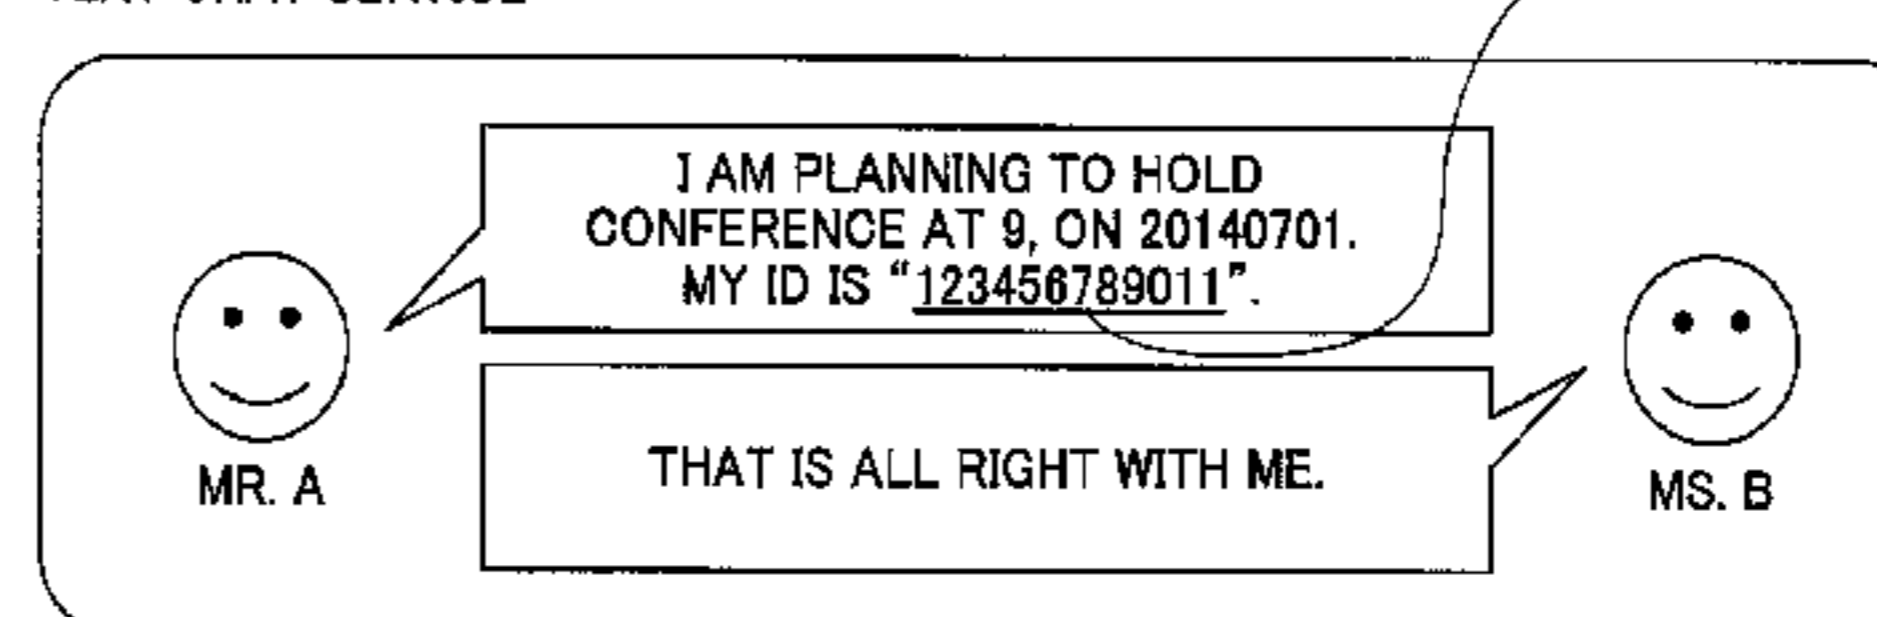 I AM PLANNING TO HOLD
CONFERENCE AT 9, ON 20140701.
MY ID IS “123456789011”.
THAT IS ALL RIGHT WITH ME.
MR. A
MS. B